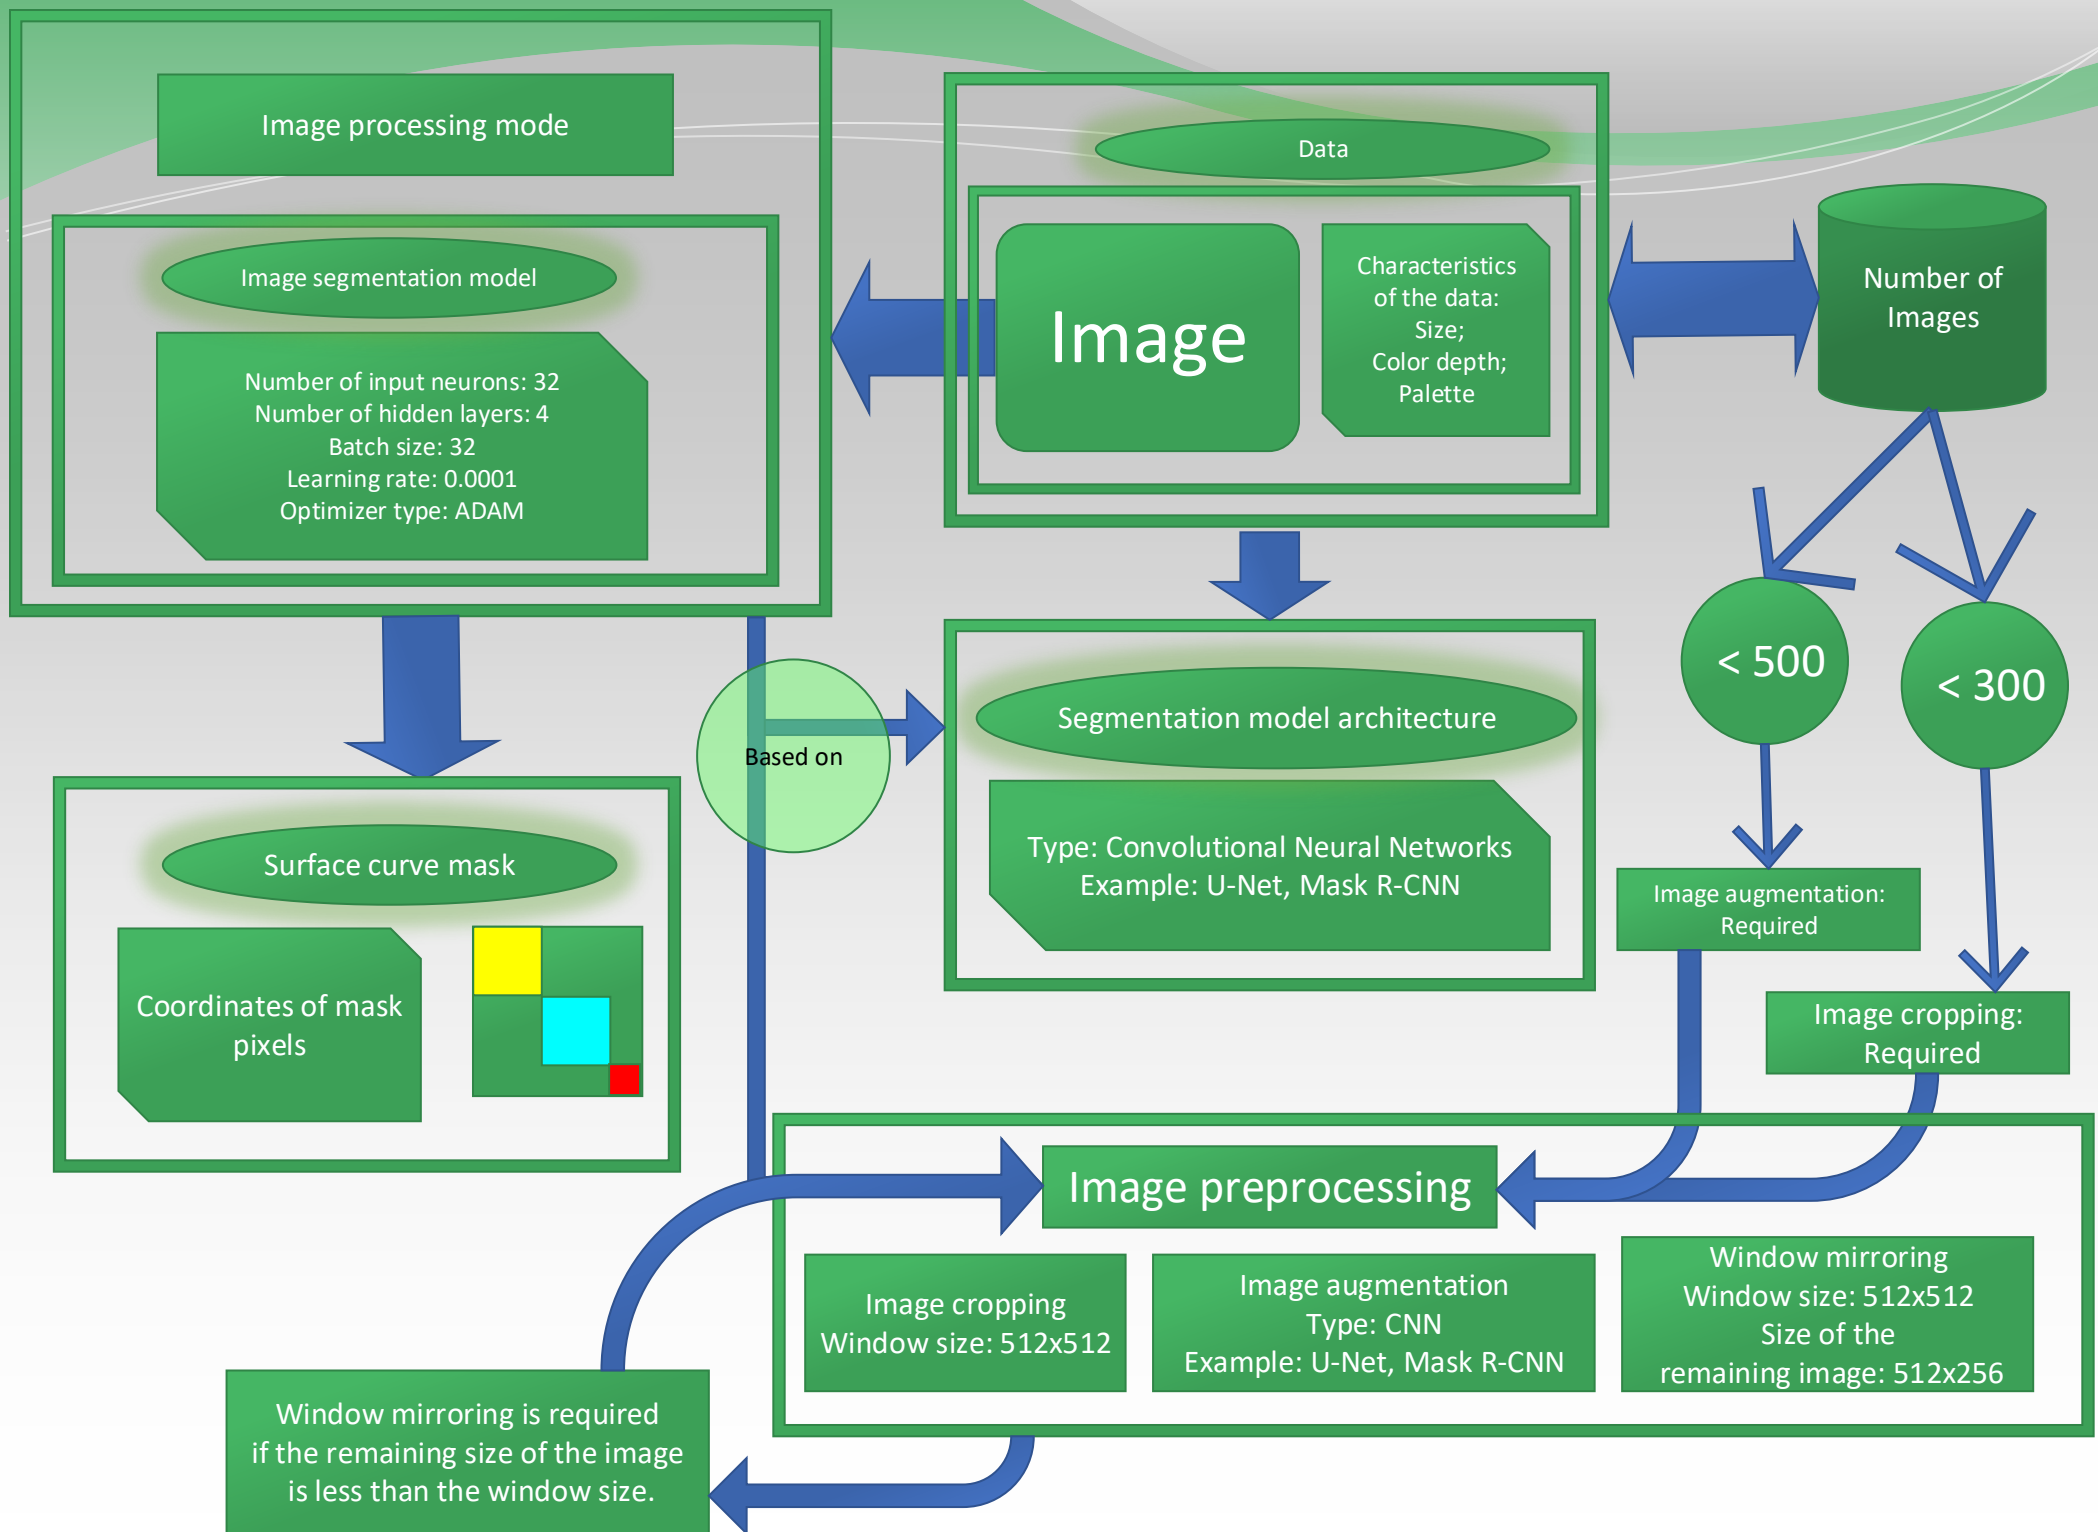 Image processing mode
Image segmentation model
Number of input neurons: 32
Number of hidden layers: 4
Batch size: 32
Learning rate: 0.0001
Optimizer type: ADAM
Data
Image
Characteristics
of the data:
Size;
Color depth;
Palette
Number of
Images
< 500
< 300
Based on
Segmentation model architecture
Type: Convolutional Neural Networks
Example: U-Net, Mask R-CNN
Surface curve mask
Coordinates of mask
pixels
Image augmentation:
Required
Image cropping:
Required
Image preprocessing
Image cropping
Window size: 512x512
Image augmentation
Type: CNN
Example: U-Net, Mask R-CNN
Window mirroring
Window size: 512x512
Size of the
remaining image: 512x256
Window mirroring is required
if the remaining size of the image
is less than the window size.